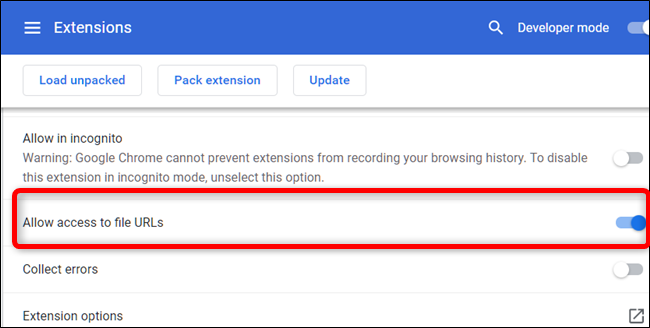 Extensions
Developer mode
Load unpacked
Pack extension
Update
Allow in incognito
Warning: Google Chrome cannot prevent extensions from recording your browsing history. To disable
this extension in incognito mode, unselect this option.
Allow access to file URLs
Collect errors
Extension options